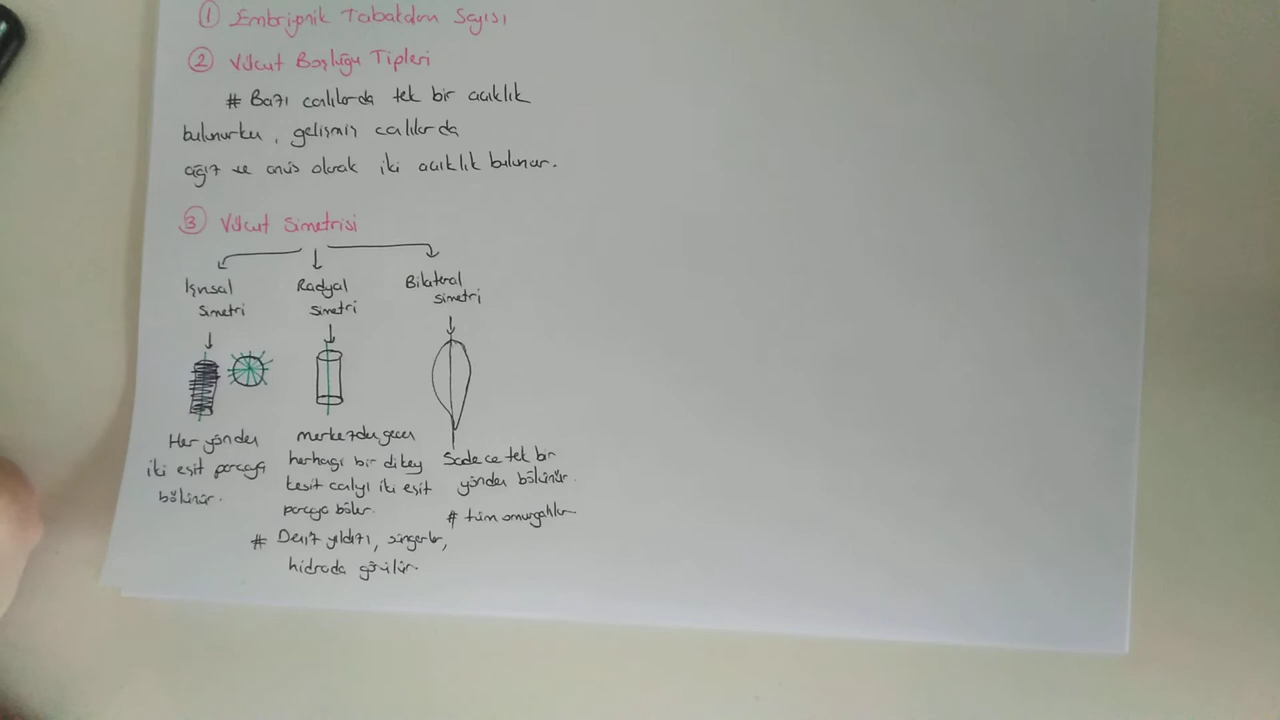 ① Embriyonik Tabakaların Sayısı
② Vücut Boşluğu Tipleri
# Bazı canlılarda tek bir açıklık
bulunurken, gelişmiş canlılarda
ağız ve anüs olarak iki açıklık bulunur.
③ Vücut Simetrisi
Işınsal
simetri
Radyal
simetri
Bilateral
simetri
Her yönden
iki eşit parçaya
bölünür.
merkezden geçen
herhangi bir dikey
kesit canlıyı iki eşit
parçaya böler.
# Deniz yıldızı, süngerler,
hidrada görülür.
Sadece tek bir
yönden bölünür.
# tüm omurgalılar